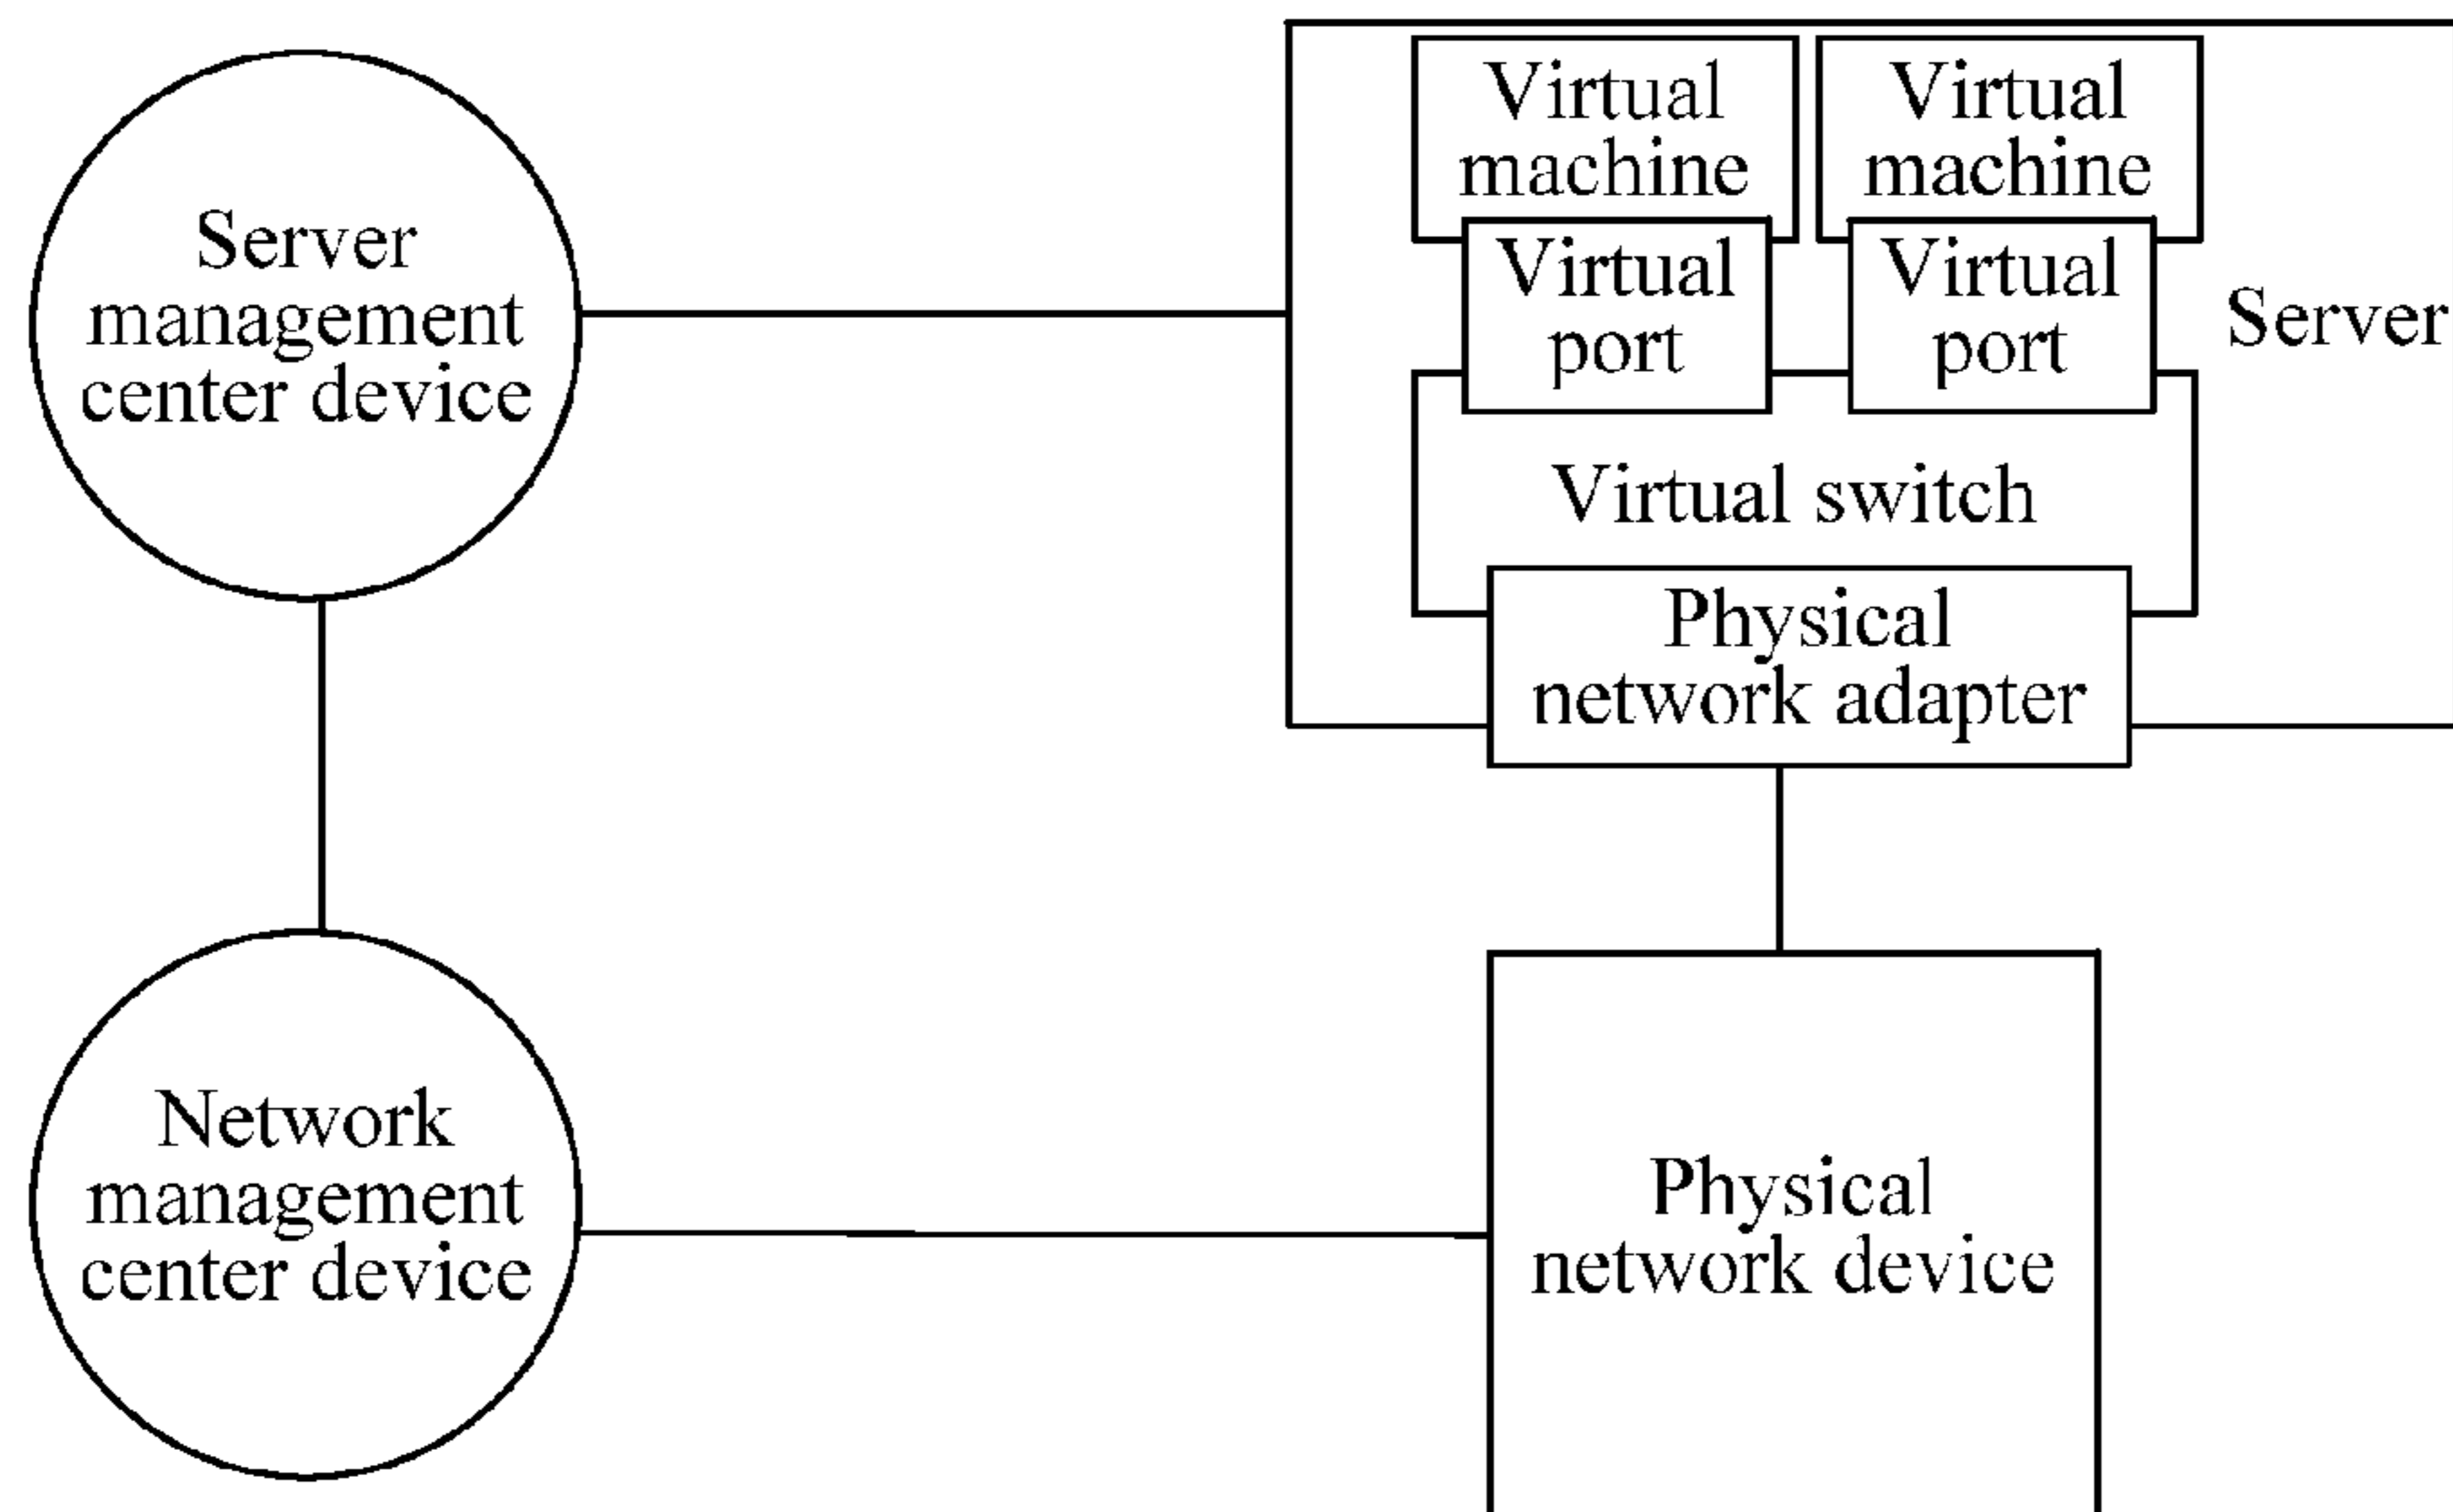 Server
management
center device
Virtual
machine
Virtual
machine
Virtual
port
Virtual
port
Server
Virtual switch
Physical
network adapter
Network
management
center device
Physical
network device